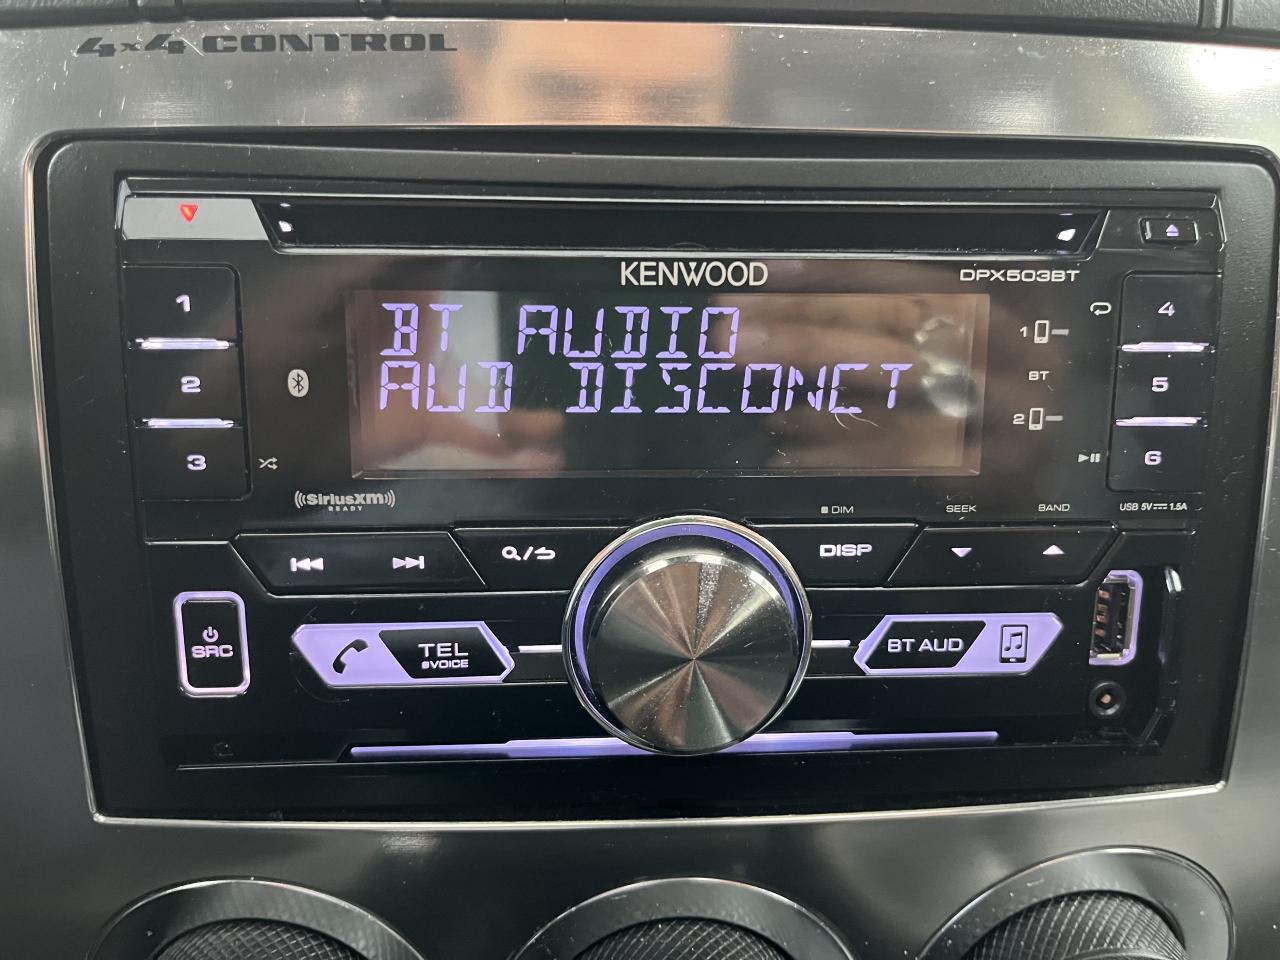 4x4 CONTROL
KENWOOD
DPX503BT
BT AUDIO
AUD DISCONCT
1
2
3
4
5
6
1
BT
2
SiriusXM
READY
USB 5V 1.5A
DIM
SEEK
BAND
DISP
SRC
TEL
VOICE
BT AUD